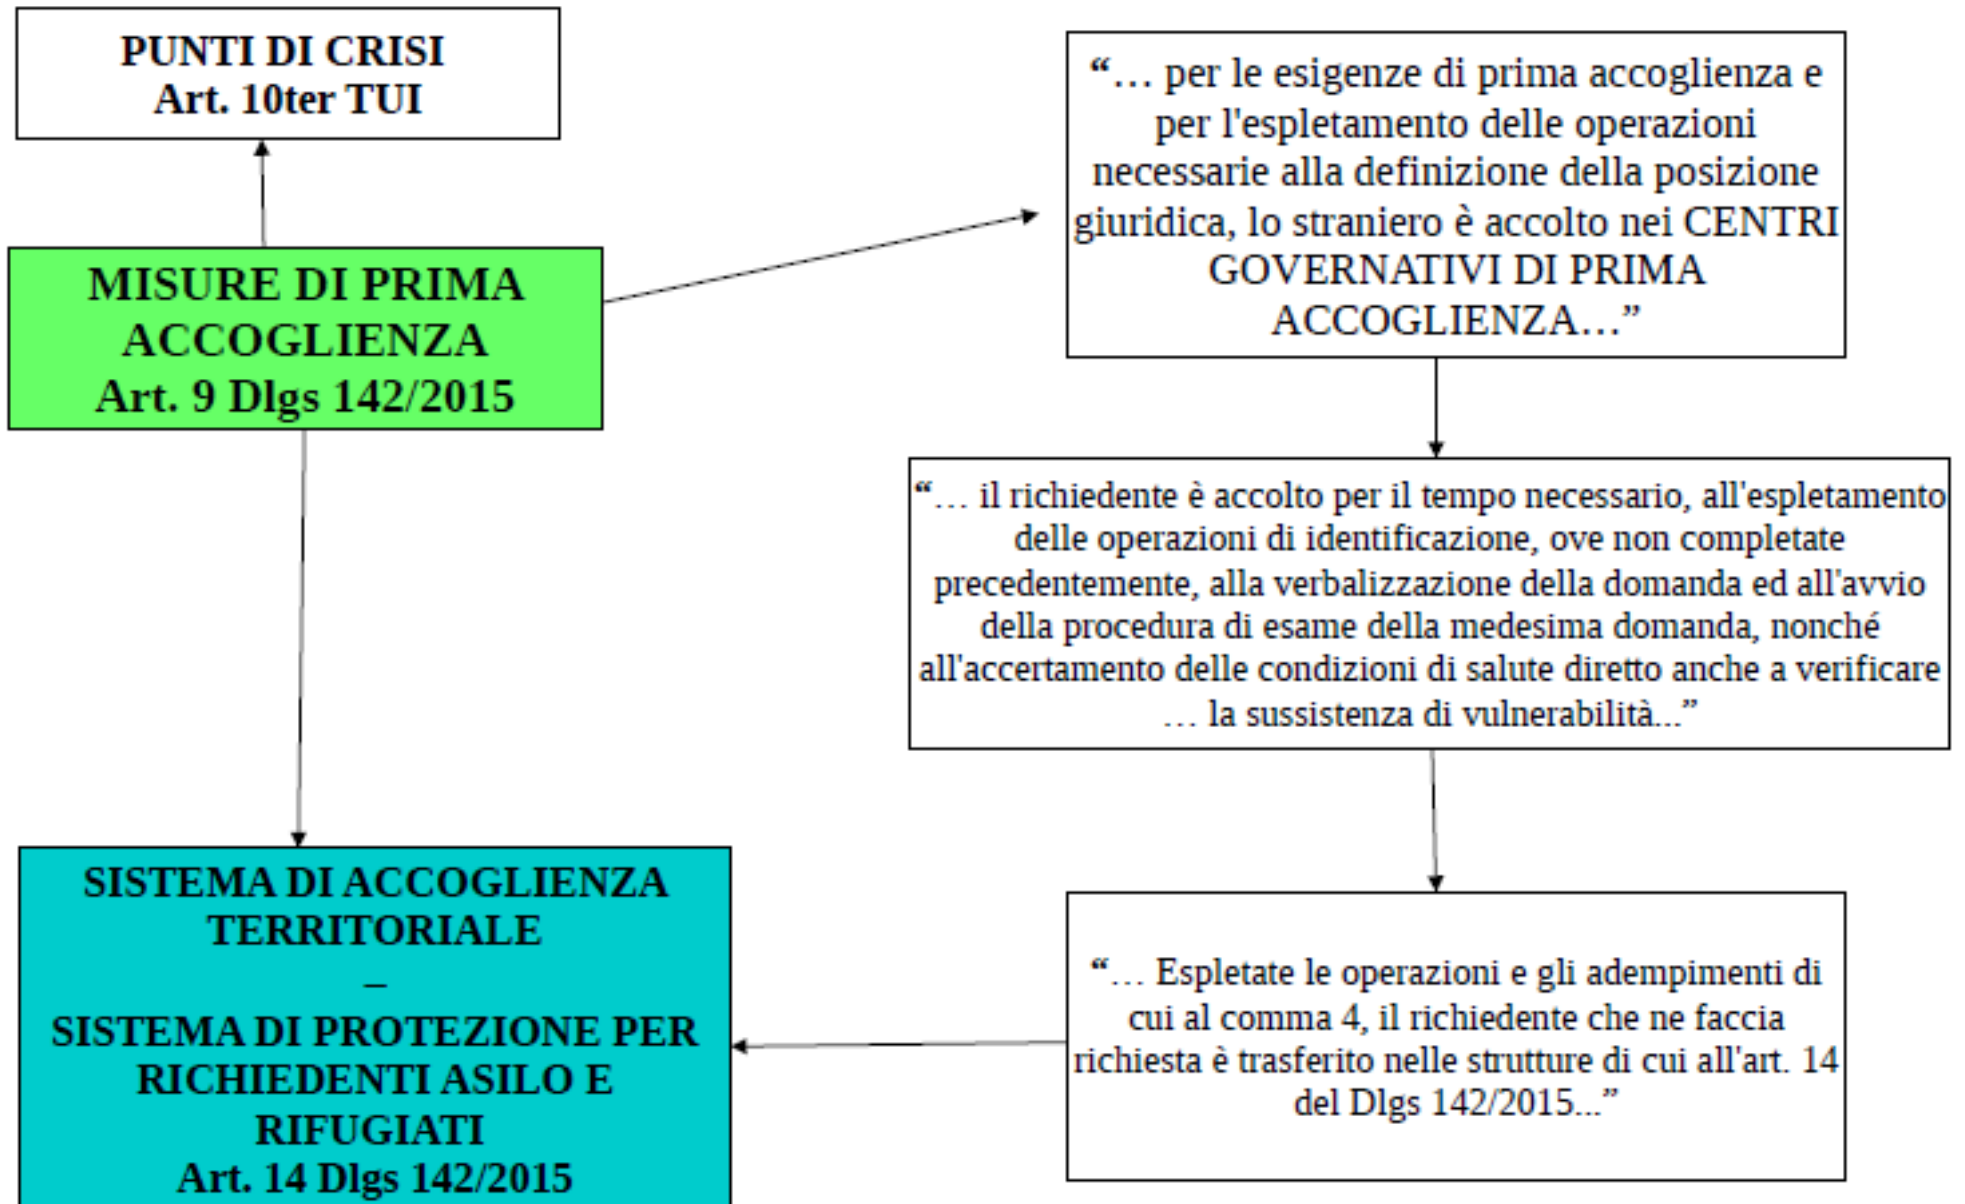 PUNTI DI CRISI
Art. 10ter TUI
MISURE DI PRIMA
ACCOGLIENZA
Art. 9 Dlgs 142/2015
“… per le esigenze di prima accoglienza e
per l'espletamento delle operazioni
necessarie alla definizione della posizione
giuridica, lo straniero è accolto nei CENTRI
GOVERNATIVI DI PRIMA
ACCOGLIENZA…”
“… il richiedente è accolto per il tempo necessario, all'espletamento
delle operazioni di identificazione, ove non completate
precedentemente, alla verbalizzazione della domanda ed all'avvio
della procedura di esame della medesima domanda, nonché
all'accertamento delle condizioni di salute diretto anche a verificare
… la sussistenza di vulnerabilità...”
“… Espletate le operazioni e gli adempimenti di
cui al comma 4, il richiedente che ne faccia
richiesta è trasferito nelle strutture di cui all'art. 14
del Dlgs 142/2015...”
SISTEMA DI ACCOGLIENZA
TERRITORIALE
–
SISTEMA DI PROTEZIONE PER
RICHIEDENTI ASILO E
RIFUGIATI
Art. 14 Dlgs 142/2015